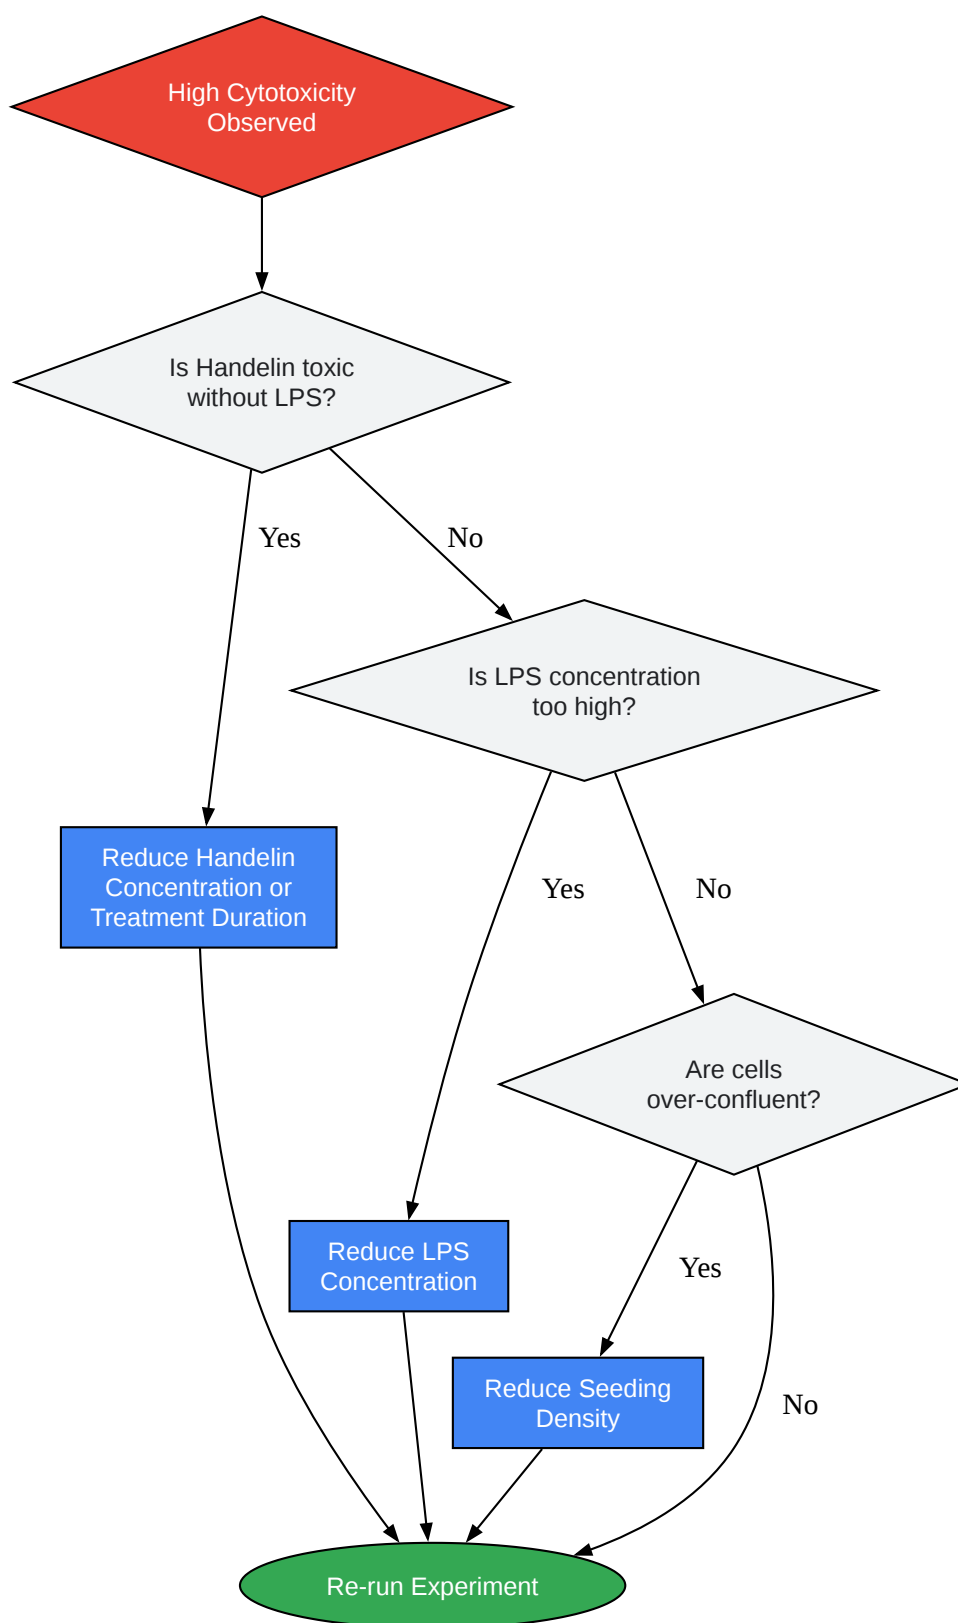 High Cytotoxicity
Observed
Is Handelin toxic
without LPS?
Yes
No
Is LPS concentration
too high?
Reduce Handelin
Concentration or
Treatment Duration
Yes
No
Are cells
over-confluent?
Reduce LPS
Concentration
Yes
Reduce Seeding
Density
No
Re-run Experiment